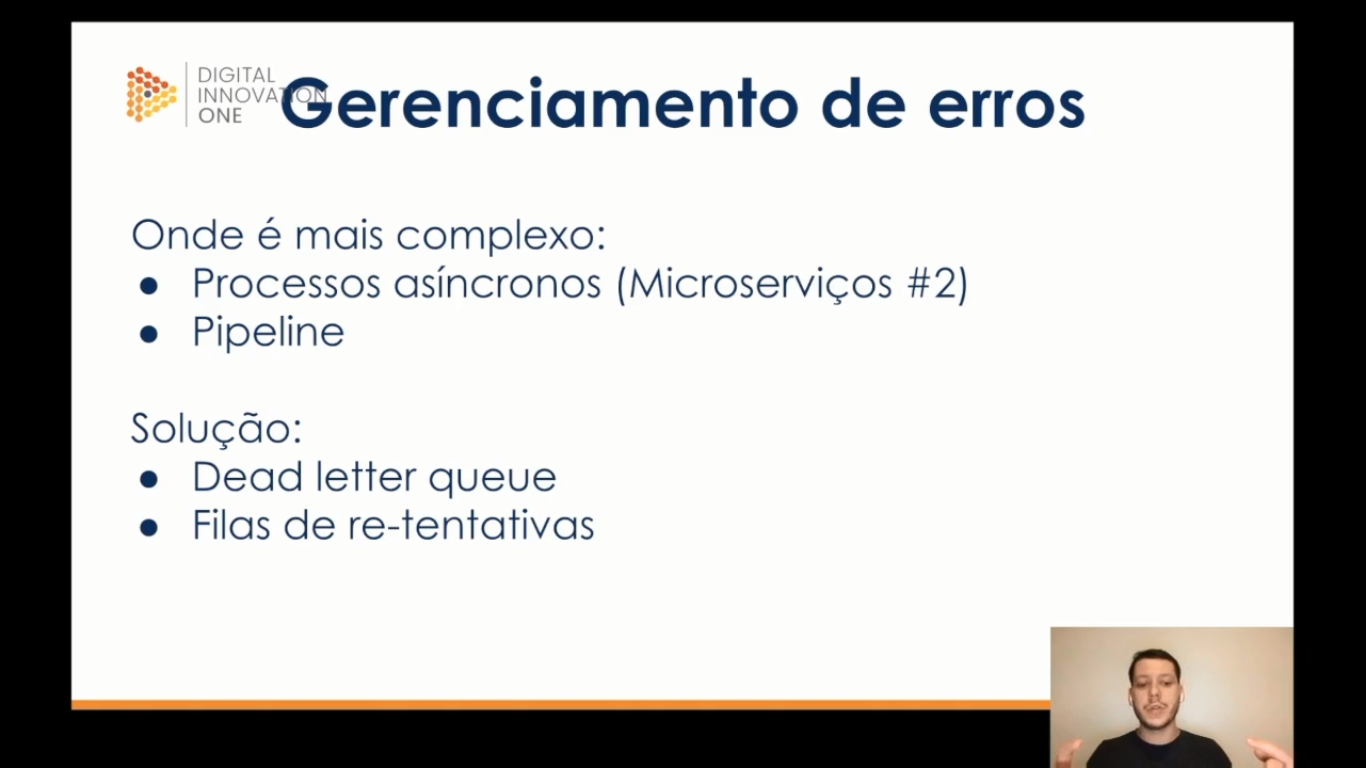 DIGITAL
INNOVATION
ONE
Gerenciamento de erros
Onde é mais complexo:
● Processos asíncronos (Microserviços #2)
● Pipeline
Solução:
● Dead letter queue
● Filas de re-tentativas